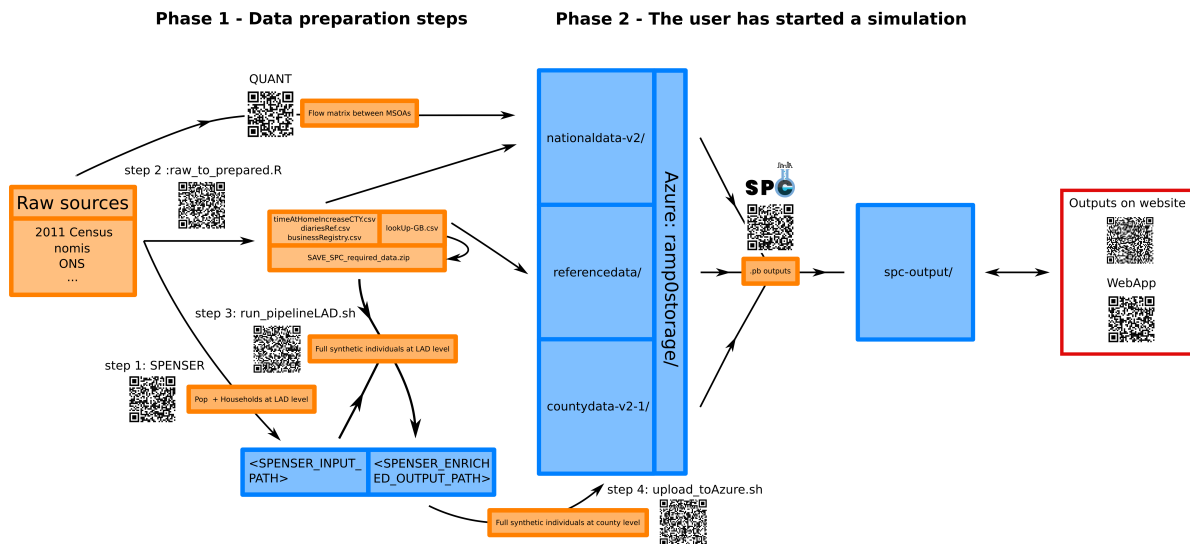 Phase 1 - Data preparation steps
Phase 2 - The user has started a simulation
QUANT
Flow matrix between MSOAs
step 2 :raw_to_prepared.R
Raw sources
2011 Census
nomis
ONS
...
timeAtHomeIncreaseCTY.csv
diariesRef.csv
businessRegistry.csv
lookUp-GB.csv
SAVE_SPC_required_data.zip
step 3: run_pipelineLAD.sh
Full synthetic individuals at LAD level
step 1: SPENSER
Pop + Households at LAD level
<SPENSER_INPUT_
PATH>
<SPENSER_ENRICH
ED_OUTPUT_PATH>
Full synthetic individuals at county level
step 4: upload_toAzure.sh
nationaldata-v2/
referencedata/
countydata-v2-1/
Azure: ramp0storage/
SPC
.pb outputs
spc-output/
Outputs on website
WebApp